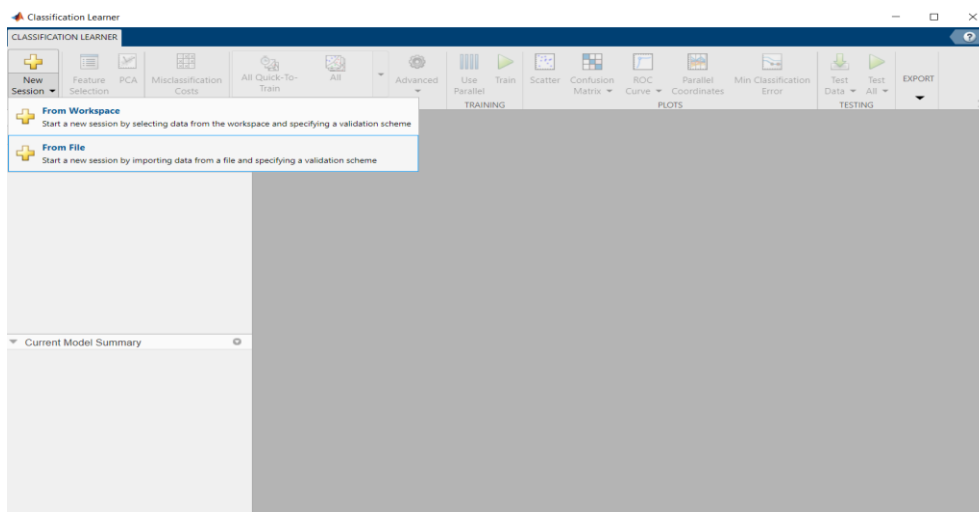 Classification Learner
CLASSIFICATION LEARNER
New Session
Feature Selection
PCA
Misclassification Costs
All Quick-To-Train
All
Advanced
Use Parallel
Train
Scatter
Confusion Matrix
ROC Curve
Parallel Coordinates
Min Classification Error
Test Data
Test All
EXPORT
TRAINING
PLOTS
TESTING
From Workspace
Start a new session by selecting data from the workspace and specifying a validation scheme
From File
Start a new session by importing data from a file and specifying a validation scheme
Current Model Summary